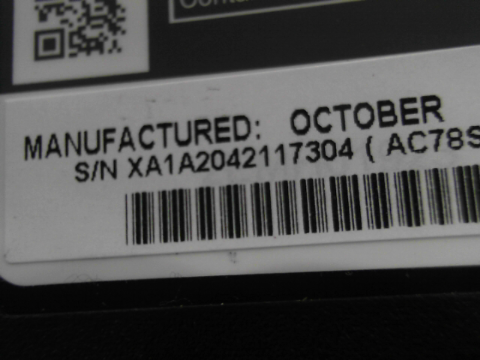 MANUFACTURED: OCTOBER
S/N XA1A2042117304 ( AC78S